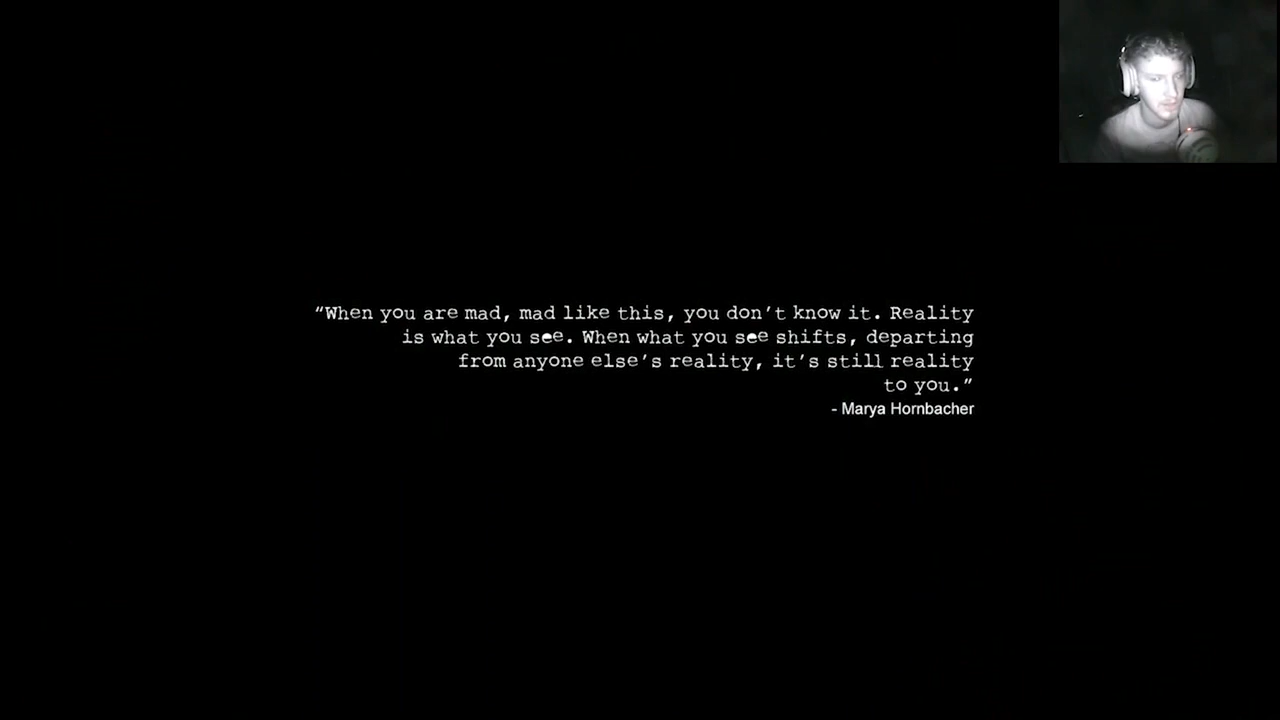 “When you are mad, mad like this, you don’t know it. Reality
is what you see. When what you see shifts, departing
from anyone else’s reality, it’s still reality
to you.”
- Marya Hornbacher